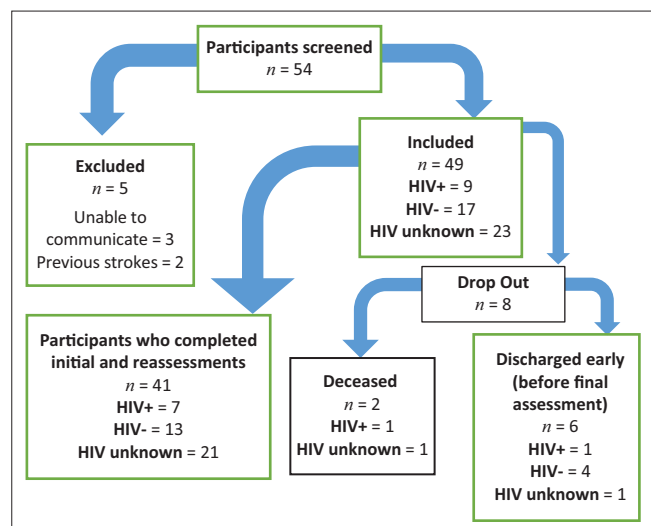 Participants screened
n = 54
Excluded
n = 5
Unable to
communicate = 3
Previous strokes = 2
Included
n = 49
HIV+ = 9
HIV- = 17
HIV unknown = 23
Drop Out
n = 8
Participants who completed
initial and reassessments
n = 41
HIV+ = 7
HIV- = 13
HIV unknown = 21
Deceased
n = 2
HIV+ = 1
HIV unknown = 1
Discharged early
(before final
assessment)
n = 6
HIV+ = 1
HIV- = 4
HIV unknown = 1